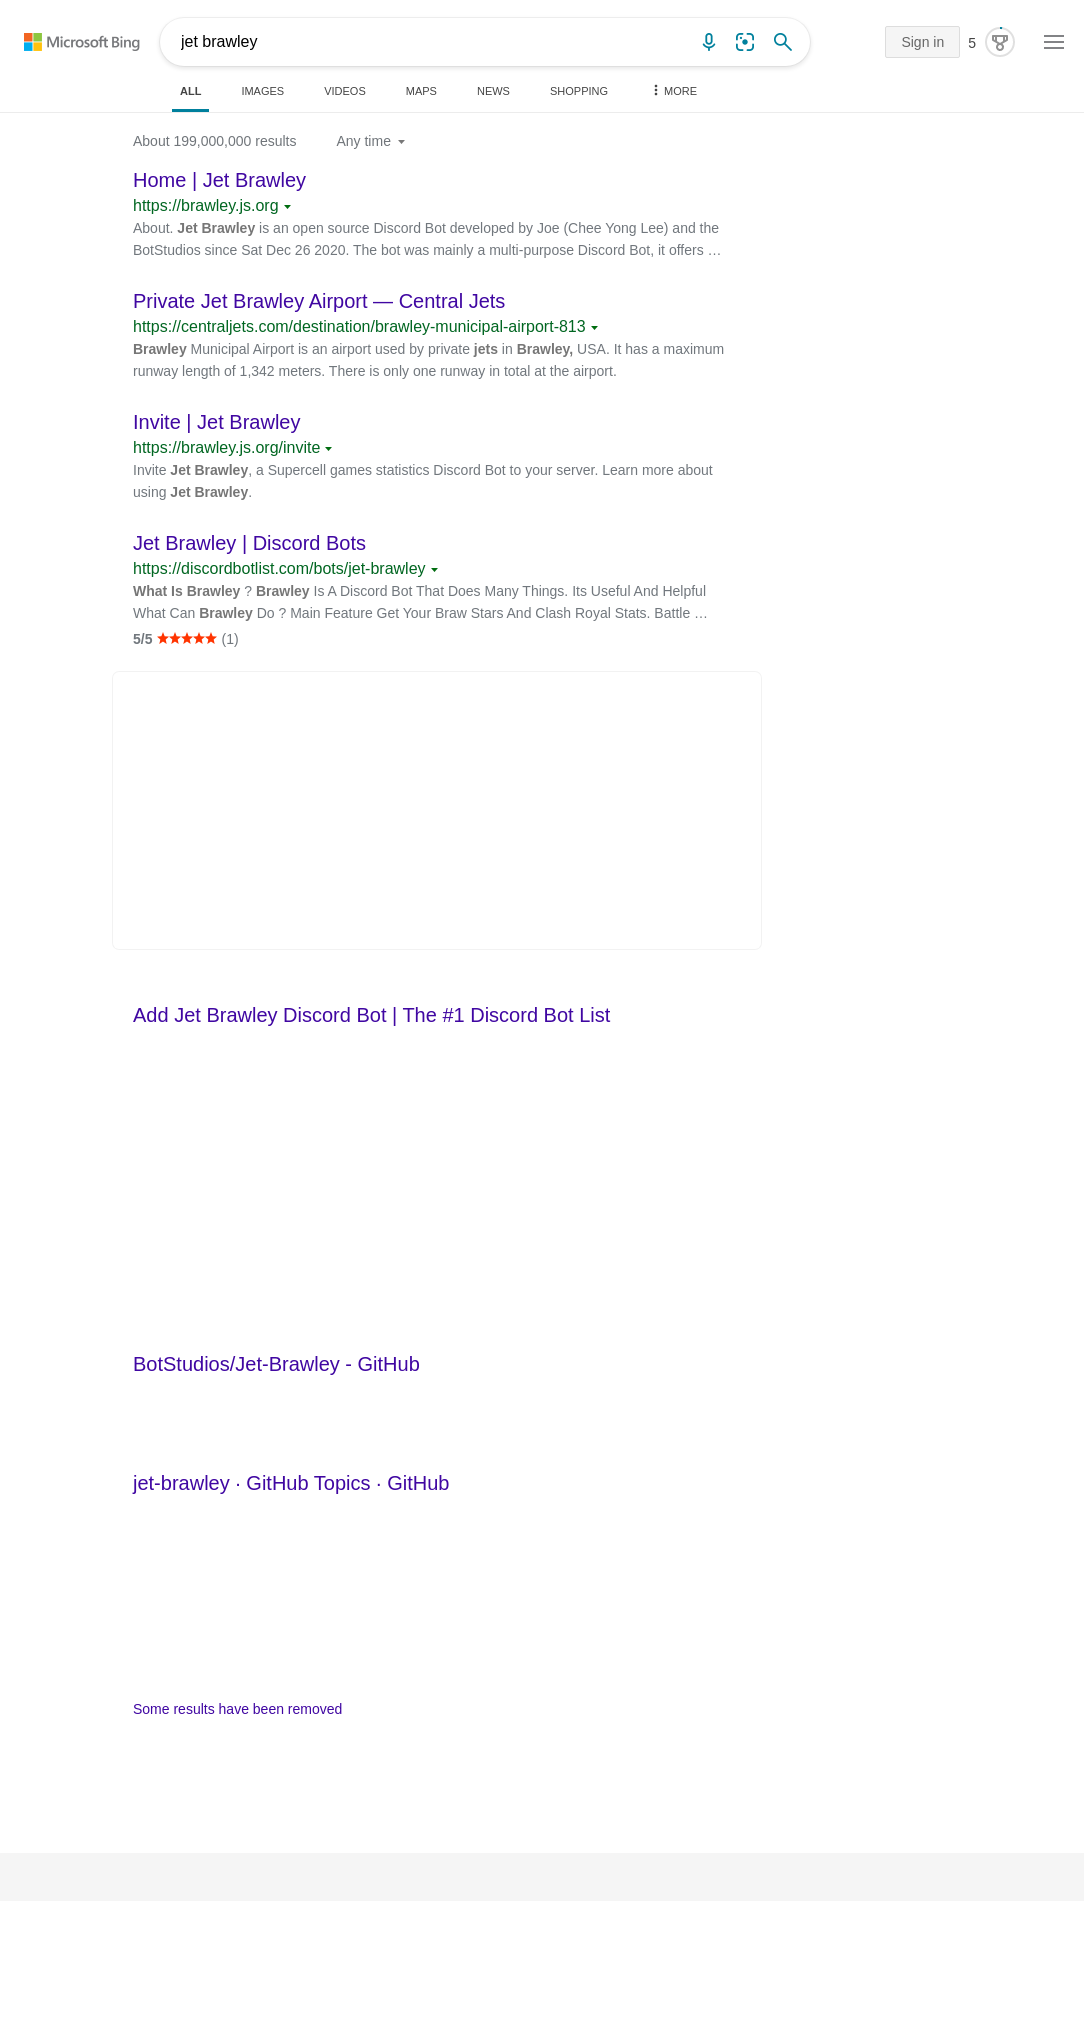 Microsoft Bing
jet brawley
Sign in
5
ALL
IMAGES
VIDEOS
MAPS
NEWS
SHOPPING
MORE
About 199,000,000 results
Any time
Home | Jet Brawley
https://brawley.js.org
About. Jet Brawley is an open source Discord Bot developed by Joe (Chee Yong Lee) and the
BotStudios since Sat Dec 26 2020. The bot was mainly a multi-purpose Discord Bot, it offers …
Private Jet Brawley Airport — Central Jets
https://centraljets.com/destination/brawley-municipal-airport-813
Brawley Municipal Airport is an airport used by private jets in Brawley, USA. It has a maximum
runway length of 1,342 meters. There is only one runway in total at the airport.
Invite | Jet Brawley
https://brawley.js.org/invite
Invite Jet Brawley, a Supercell games statistics Discord Bot to your server. Learn more about
using Jet Brawley.
Jet Brawley | Discord Bots
https://discordbotlist.com/bots/jet-brawley
What Is Brawley ? Brawley Is A Discord Bot That Does Many Things. Its Useful And Helpful
What Can Brawley Do ? Main Feature Get Your Braw Stars And Clash Royal Stats. Battle …
5/5 ★★★★★ (1)
Add Jet Brawley Discord Bot | The #1 Discord Bot List
BotStudios/Jet-Brawley - GitHub
jet-brawley · GitHub Topics · GitHub
Some results have been removed